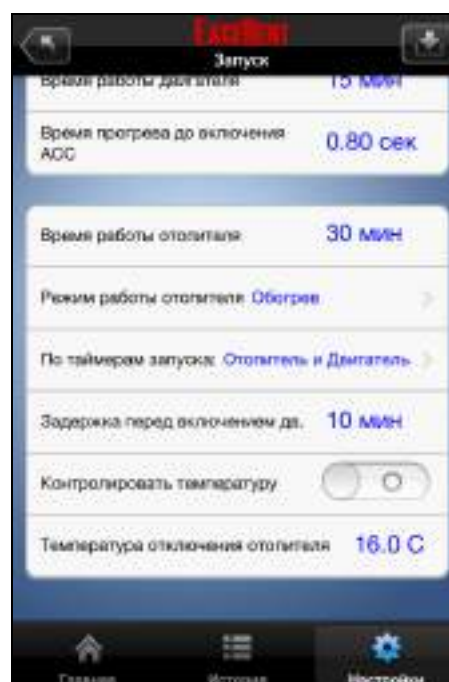 EXCELLENT
Запуск
Время работы двигателя 15 мин
Время прогрева до включения
АСС 0.80 сек
Время работы отопителя 30 мин
Режим работы отопителя Обогрев
По таймерам запуска: Отопитель и Двигатель
Задержка перед включением дв. 10 мин
Контролировать температуру
Температура отключения отопителя 16.0 C
Главная История Настройки